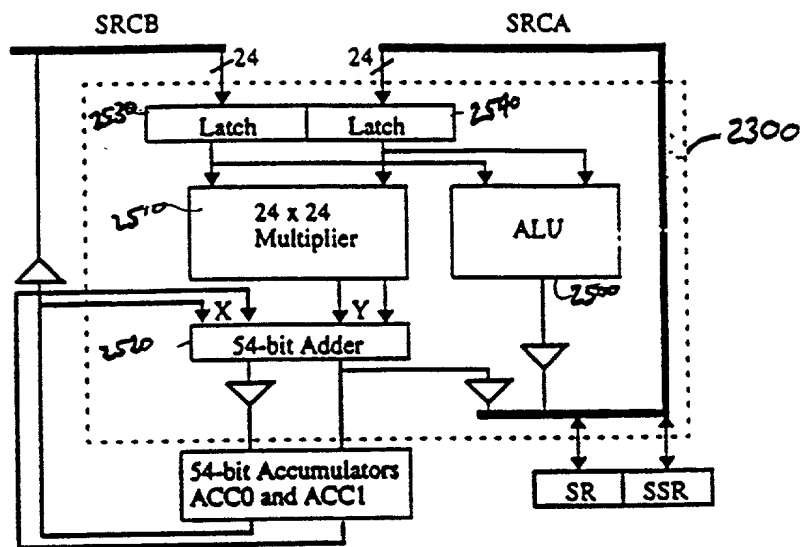 SRCB
SRCA
24
24
2530
Latch
Latch
2540
2300
2510
24 x 24
Multiplier
ALU
2500
X
Y
2520
54-bit Adder
54-bit Accumulators
ACC0 and ACC1
SR
SSR